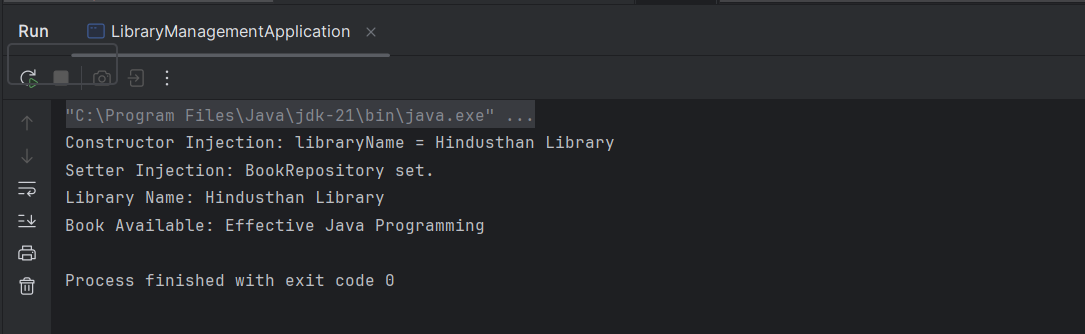 Run LibraryManagementApplication
"C:\Program Files\Java\jdk-21\bin\java.exe" ...
Constructor Injection: libraryName = Hindusthan Library
Setter Injection: BookRepository set.
Library Name: Hindusthan Library
Book Available: Effective Java Programming
Process finished with exit code 0